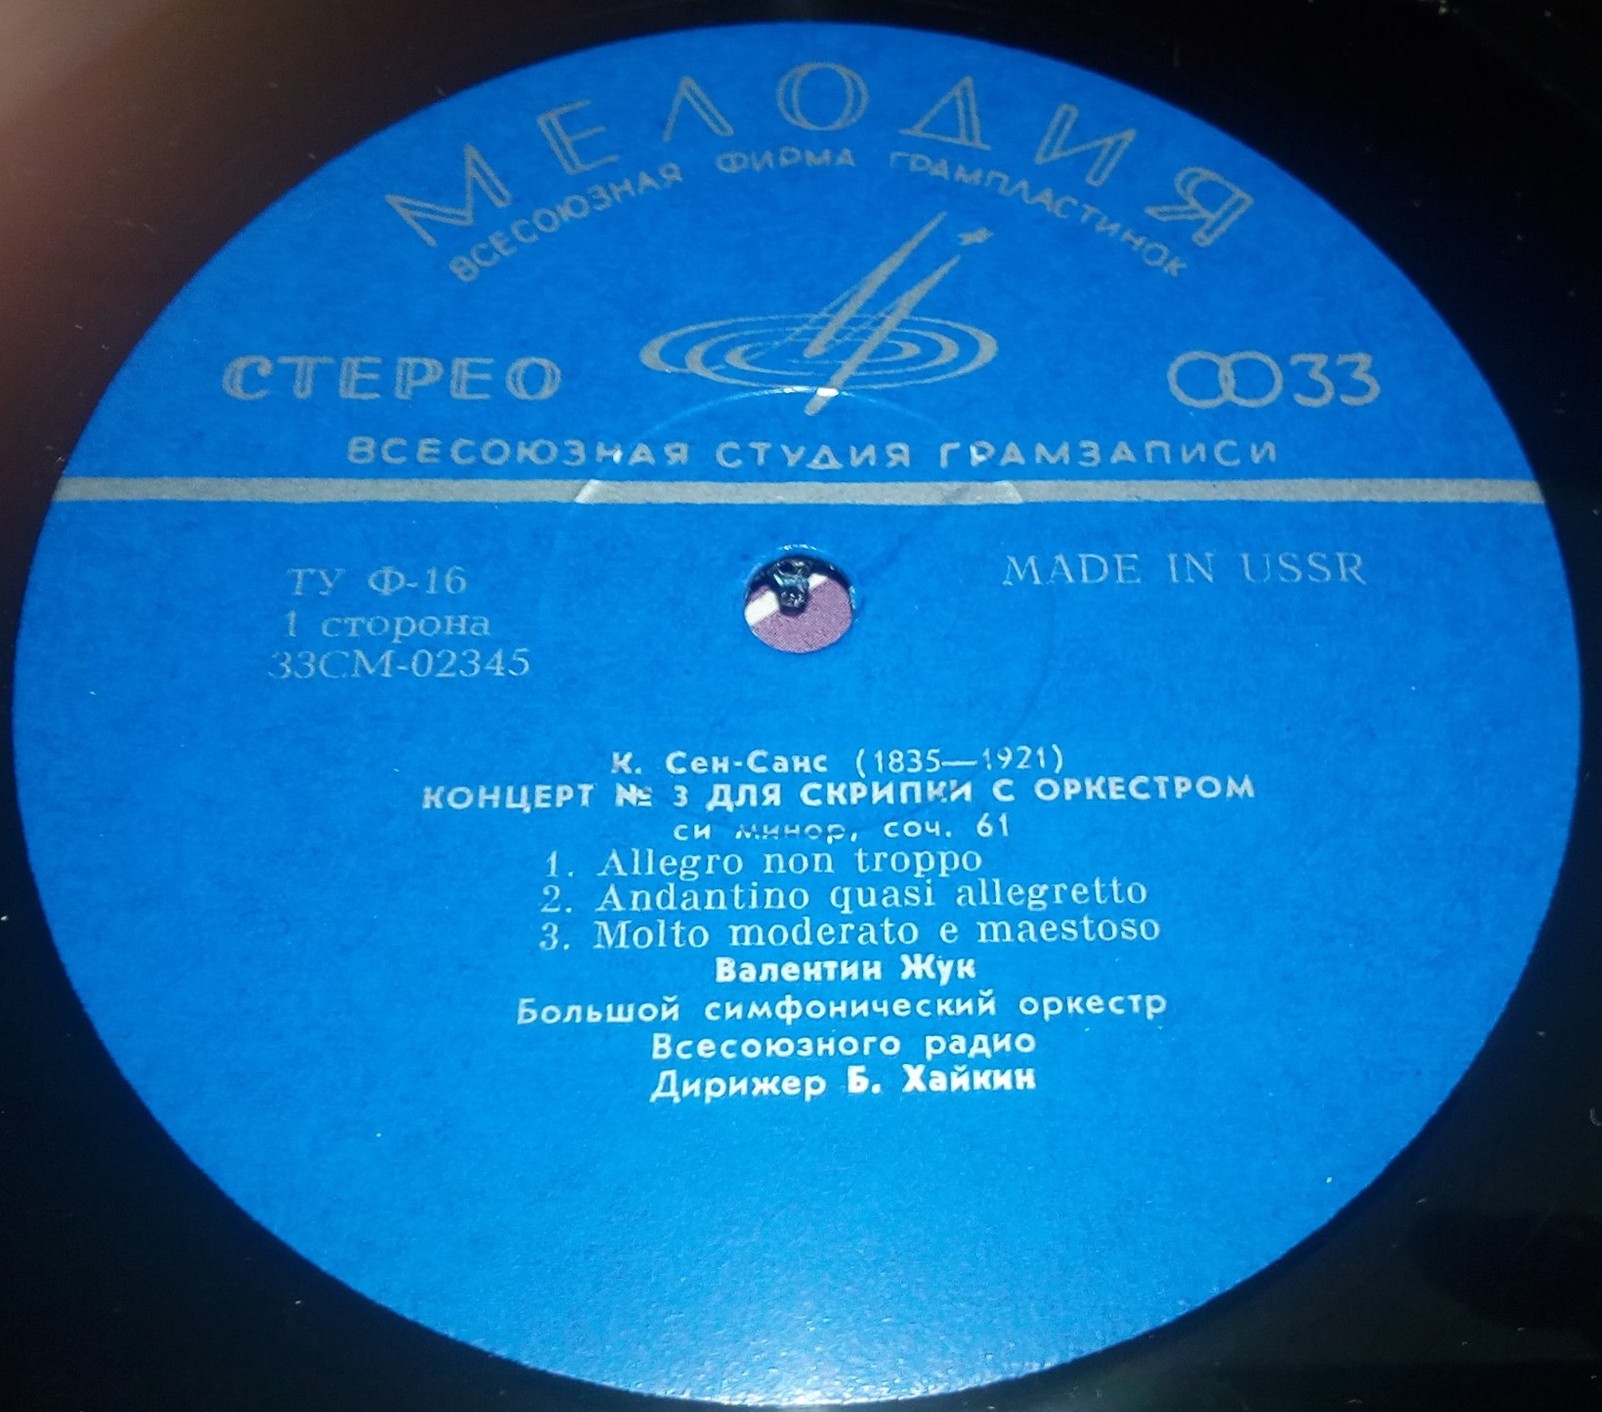 МЕЛОДИЯ
ВСЕСОЮЗНАЯ ФИРМА ГРАМПЛАСТИНОК
СТЕРЕО
33
ВСЕСОЮЗНАЯ СТУДИЯ ГРАМЗАПИСИ
ТУ Ф-16
MADE IN USSR
1 сторона
33СМ-02345
К. Сен-Санс (1835—1921)
КОНЦЕРТ № 3 ДЛЯ СКРИПКИ С ОРКЕСТРОМ
си минор, соч. 61
1. Allegro non troppo
2. Andantino quasi allegretto
3. Molto moderato e maestoso
Валентин Жук
Большой симфонический оркестр
Всесоюзного радио
Дирижер Б. Хайкин